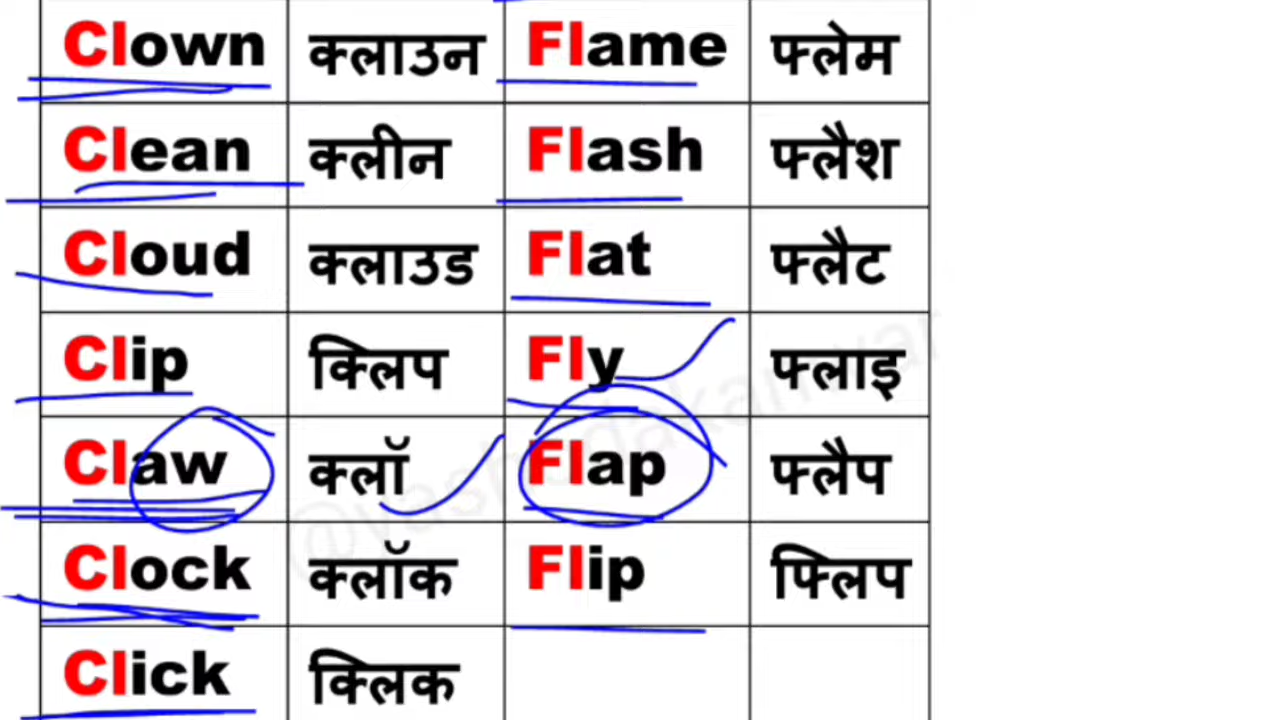 Clown क्लाउन Flame फ्लेम
Clean क्लीन Flash फ्लैश
Cloud क्लाउड Flat फ्लैट
Clip क्लिप Fly फ्लाइ
Claw क्लॉ Flap फ्लैप
Clock क्लॉक Flip फ्लिप
Click क्लिक